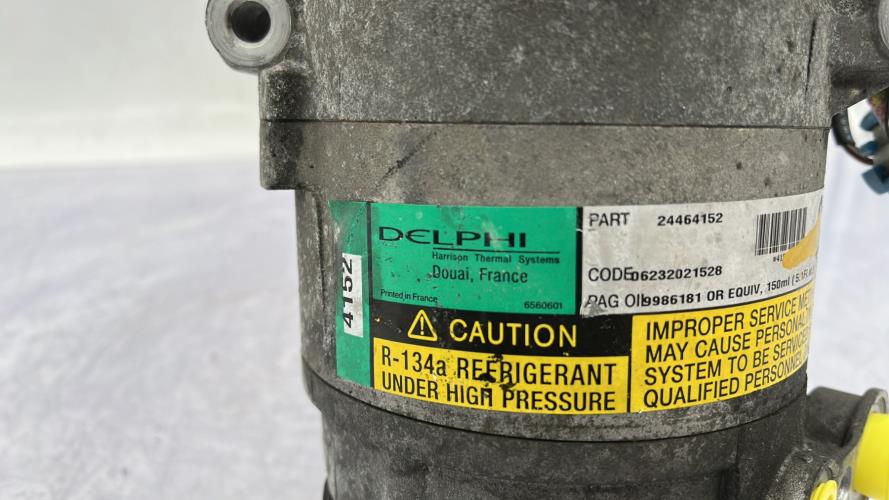 4152
DELPHI
Harrison Thermal Systems
Douai, France
Printed in France 6560601
PART 24464152
CODE 06232021528
PAG OIL 9986181 OR EQUIV, 150ml
CAUTION
R-134a REFRIGERANT
UNDER HIGH PRESSURE
IMPROPER SERVICE
MAY CAUSE PERSONAL
SYSTEM TO BE
QUALIFIED PERSONNEL